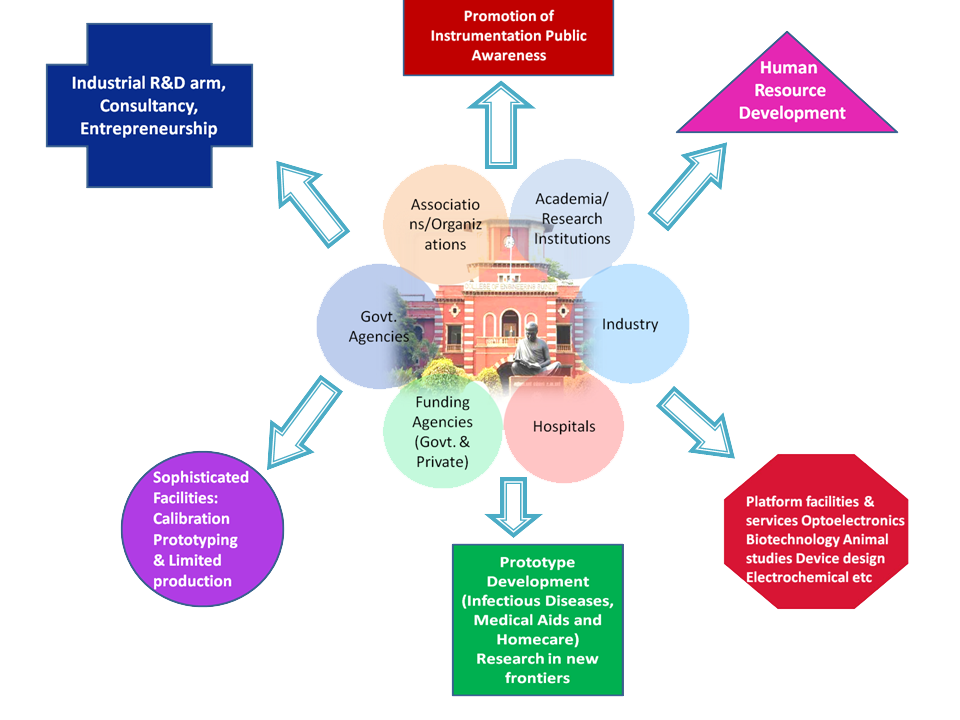 Promotion of
Instrumentation Public
Awareness
Industrial R&D arm,
Consultancy,
Entrepreneurship
Human
Resource
Development
Associatio
ns/Organiz
ations
Academia/
Research
Institutions
Govt.
Agencies
Industry
Funding
Agencies
(Govt. &
Private)
Hospitals
Sophisticated
Facilities:
Calibration
Prototyping
& Limited
production
Platform facilities &
services Optoelectronics
Biotechnology Animal
studies Device design
Electrochemical etc
Prototype
Development
(Infectious Diseases,
Medical Aids and
Homecare)
Research in new
frontiers